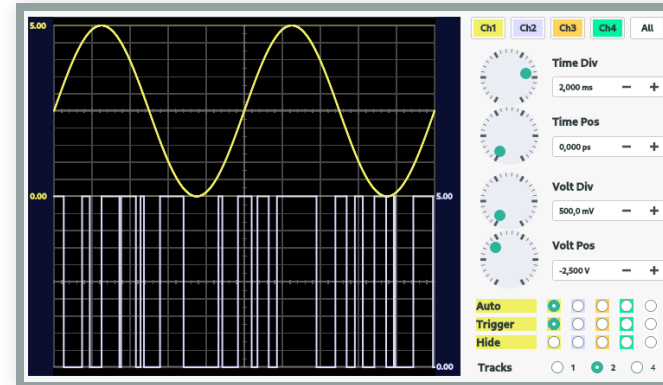 5.00
0.00
5.00
0.00
Ch1 Ch2 Ch3 Ch4 All
Time Div
2,000 ms − +
Time Pos
0,000 ps − +
Volt Div
500,0 mV − +
Volt Pos
-2,500 V − +
Auto
Trigger
Hide
Tracks 1 2 4